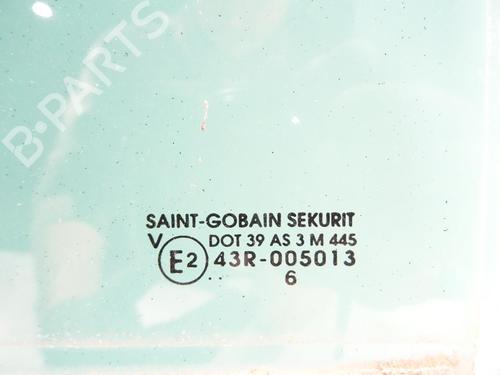 B-PARTS
SAINT-GOBAIN SEKURIT
V DOT 39 AS 3 M 445
E2 43R-005013
.. 6